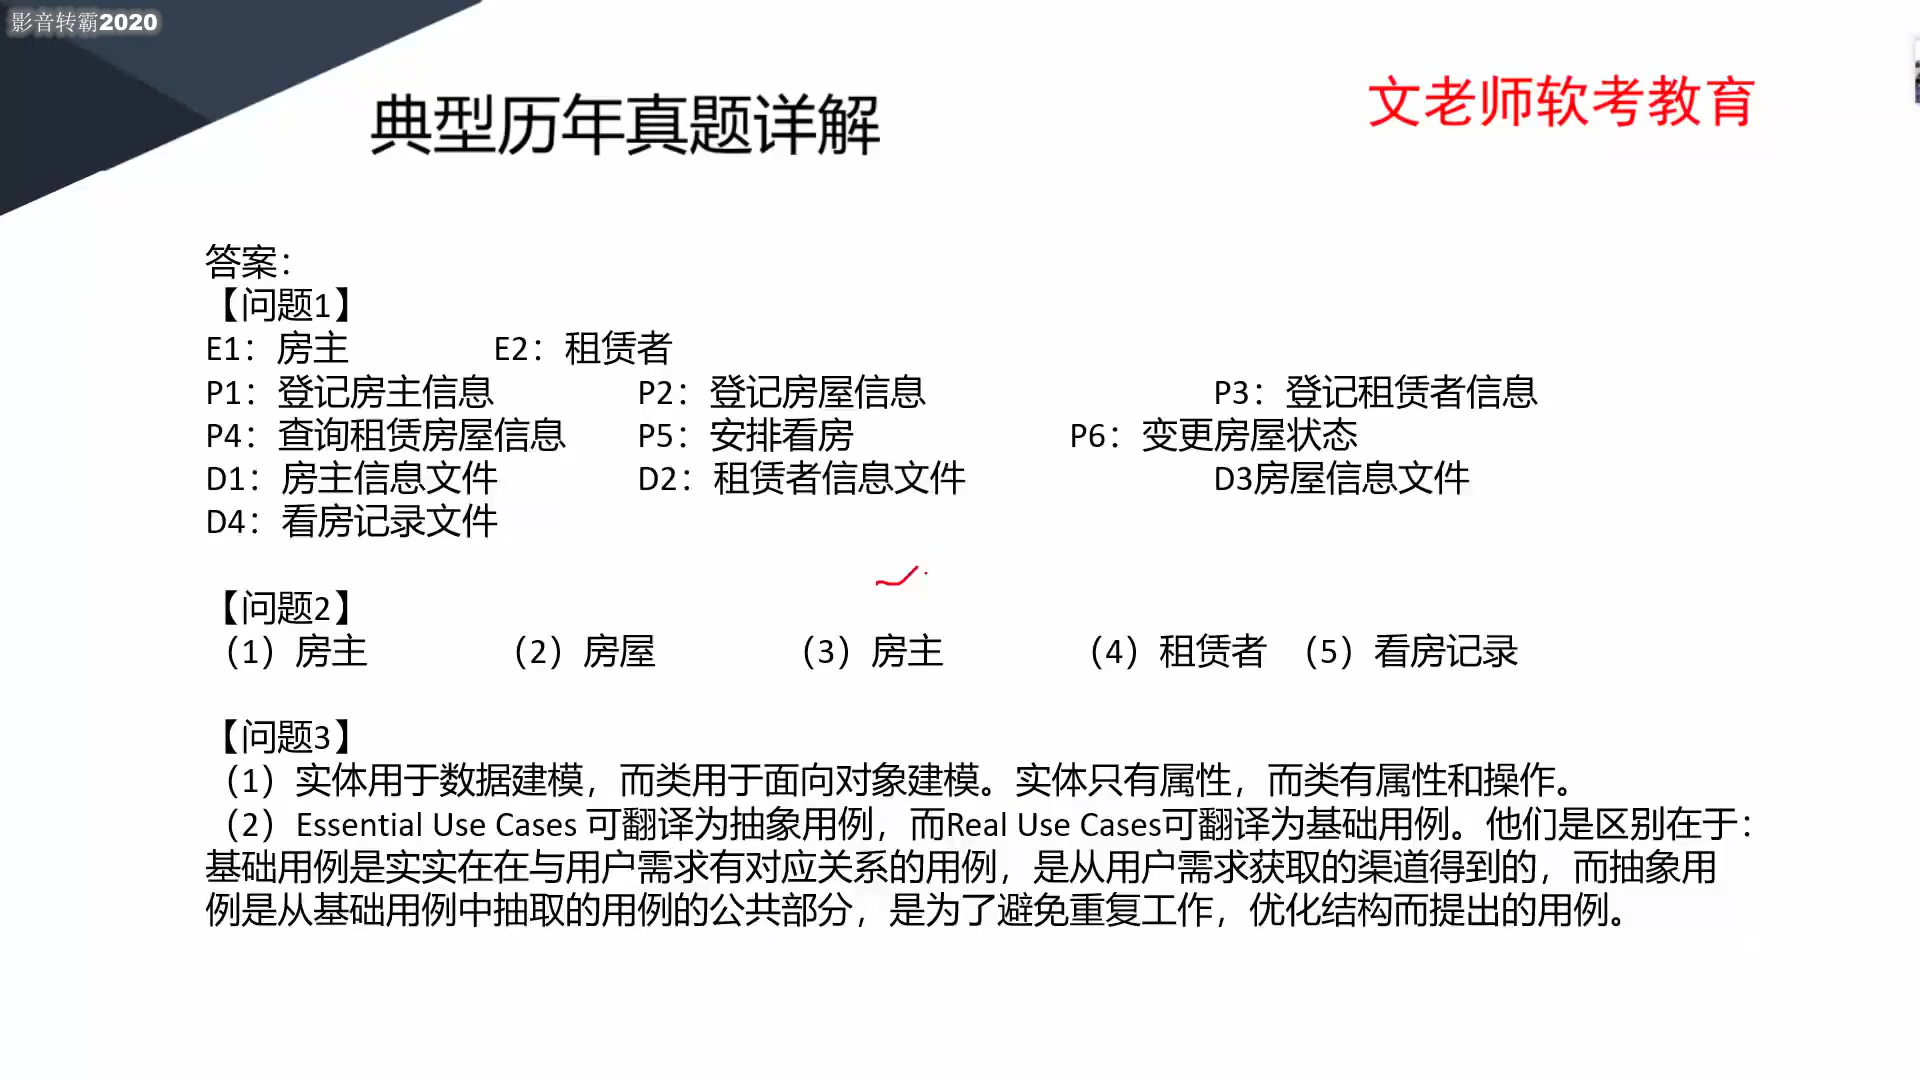 影音转霸2020
典型历年真题详解
文老师软考教育
答案：
【问题1】
E1：房主 E2：租赁者
P1：登记房主信息 P2：登记房屋信息 P3：登记租赁者信息
P4：查询租赁房屋信息 P5：安排看房 P6：变更房屋状态
D1：房主信息文件 D2：租赁者信息文件 D3房屋信息文件
D4：看房记录文件
【问题2】
（1）房主 （2）房屋 （3）房主 （4）租赁者 （5）看房记录
【问题3】
（1）实体用于数据建模，而类用于面向对象建模。实体只有属性，而类有属性和操作。
（2）Essential Use Cases 可翻译为抽象用例，而Real Use Cases可翻译为基础用例。他们是区别在于：
基础用例是实实在在与用户需求有对应关系的用例，是从用户需求获取的渠道得到的，而抽象用
例是从基础用例中抽取的用例的公共部分，是为了避免重复工作，优化结构而提出的用例。